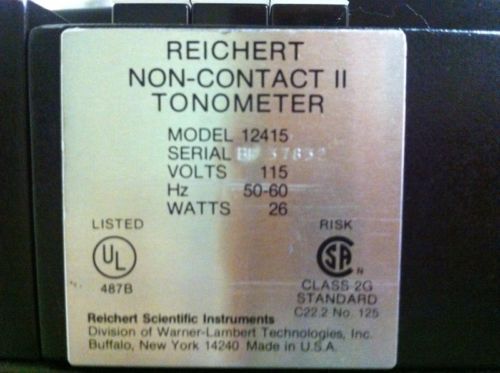 REICHERT
NON-CONTACT II
TONOMETER
MODEL 12415
SERIAL
VOLTS 115
Hz 50-60
WATTS 26
LISTED
UL
487B
RISK
SA N
CLASS 2G
STANDARD
C22.2 No. 125
Reichert Scientific Instruments
Division of Warner-Lambert Technologies, Inc.
Buffalo, New York 14240 Made in U.S.A.